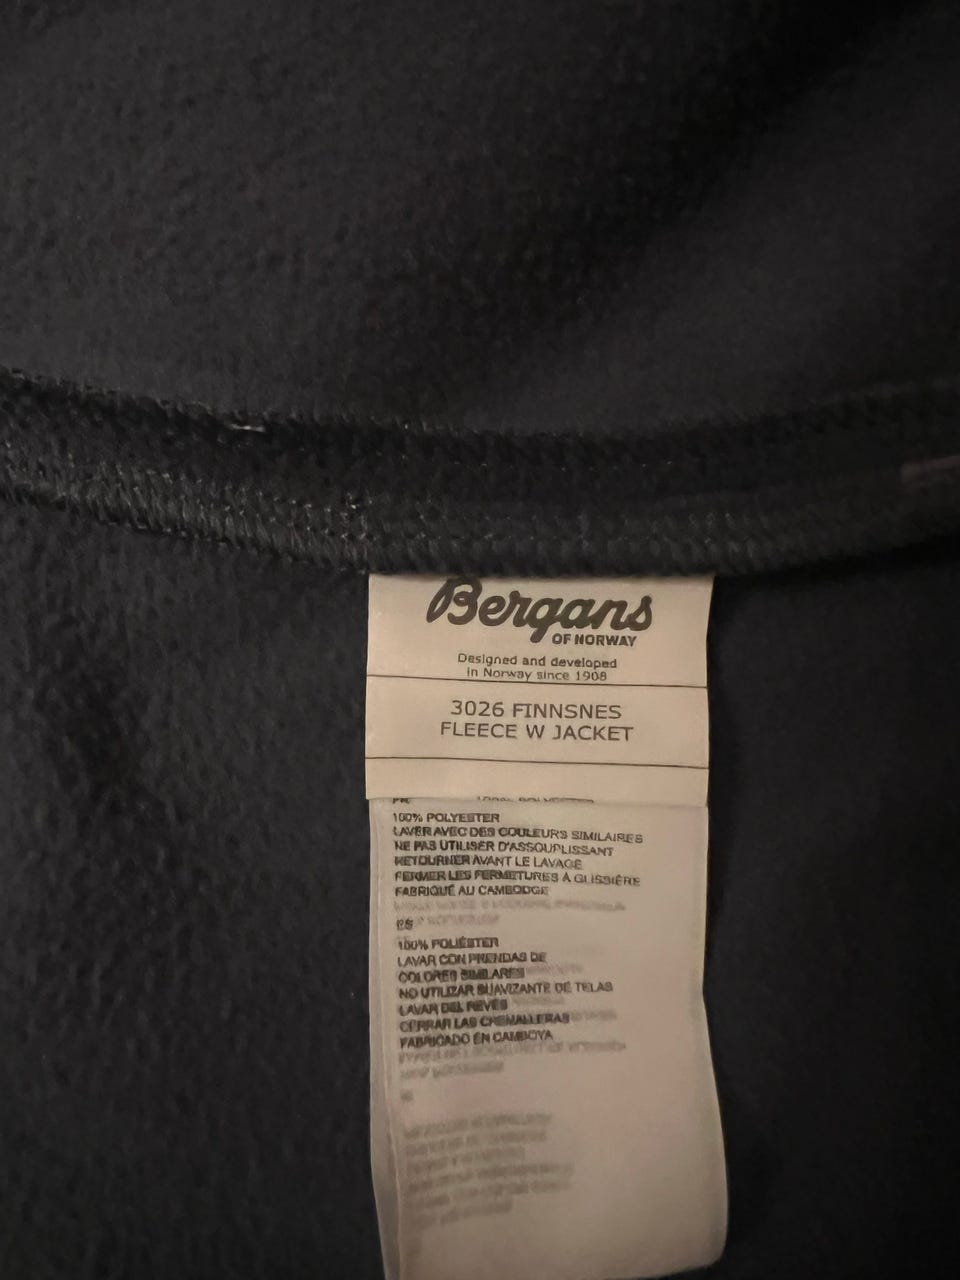 Bergans
OF NORWAY
Designed and developed
in Norway since 1908
3026 FINNSNES
FLEECE W JACKET
FR
100% POLYESTER
LAVER AVEC DES COULEURS SIMILAIRES
NE PAS UTILISER D'ASSOUPLISSANT
RETOURNER AVANT LE LAVAGE
FERMER LES FERMETURES À GLISSIÈRE
FABRIQUÉ AU CAMBODGE
ES
100% POLIÉSTER
LAVAR CON PRENDAS DE
COLORES SIMILARES
NO UTILIZAR SUAVIZANTE DE TELAS
LAVAR DEL REVÉS
CERRAR LAS CREMALLERAS
FABRICADO EN CAMBOYA